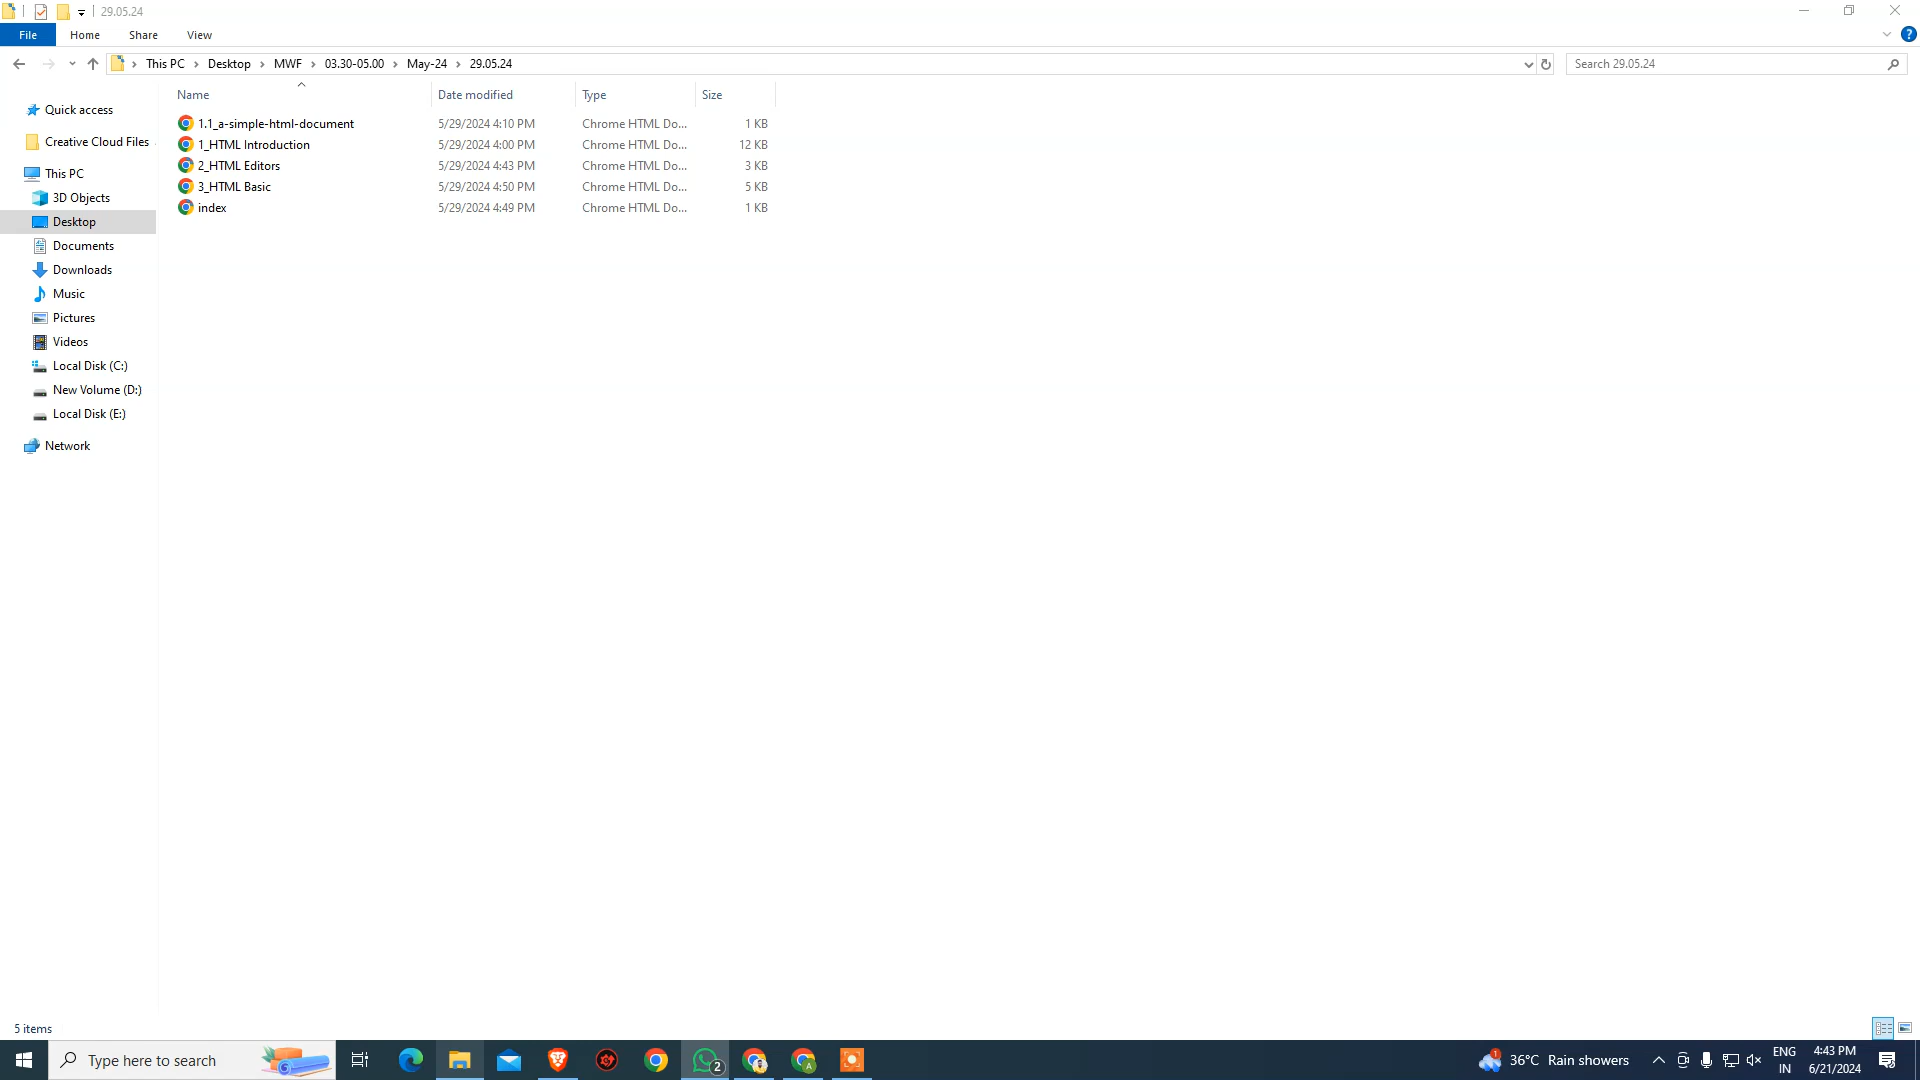 29.05.24
File Home Share View
This PC Desktop MWF 03.30-05.00 May-24 29.05.24
Search 29.05.24
Name Date modified Type Size
Quick access
Creative Cloud Files
This PC
3D Objects
Desktop
Documents
Downloads
Music
Pictures
Videos
Local Disk (C:)
New Volume (D:)
Local Disk (E:)
Network
1.1_a-simple-html-document 5/29/2024 4:10 PM Chrome HTML Do... 1 KB
1_HTML Introduction 5/29/2024 4:00 PM Chrome HTML Do... 12 KB
2_HTML Editors 5/29/2024 4:43 PM Chrome HTML Do... 3 KB
3_HTML Basic 5/29/2024 4:50 PM Chrome HTML Do... 5 KB
index 5/29/2024 4:49 PM Chrome HTML Do... 1 KB
5 items
Type here to search
2
A
1
36°C Rain showers
ENG
IN
4:43 PM
6/21/2024